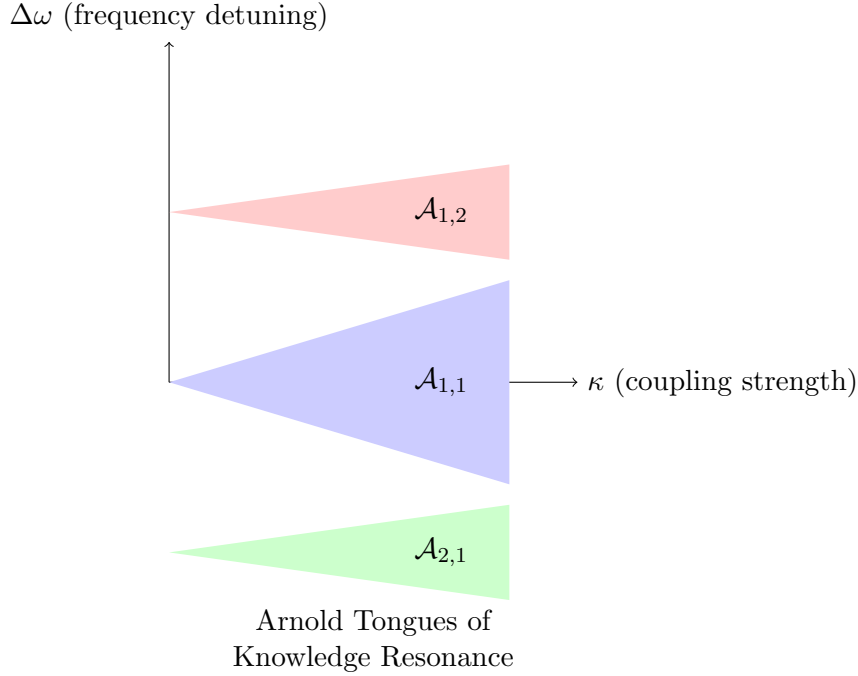 Δω (frequency detuning)
𝒜₁,₂
𝒜₁,₁
κ (coupling strength)
𝒜₂,₁
Arnold Tongues of
Knowledge Resonance